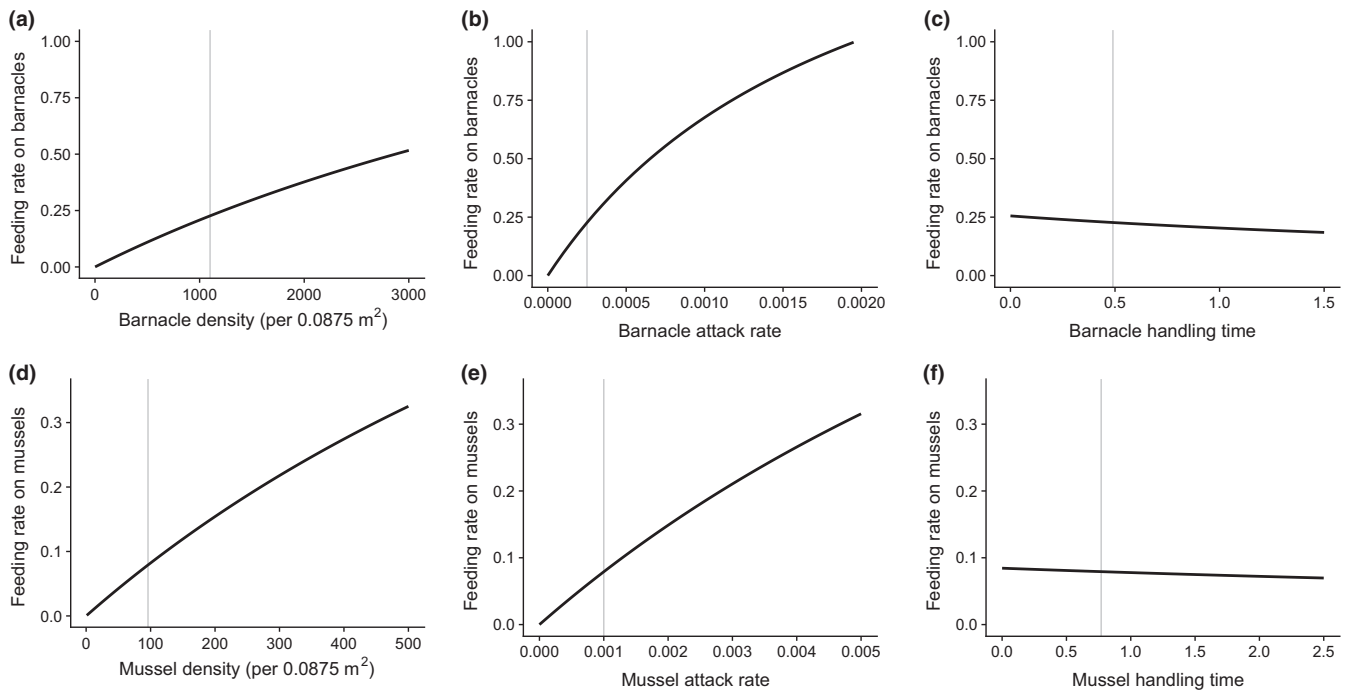 (a)
Feeding rate on barnacles
1.00
0.75
0.50
0.25
0.00
0 1000 2000 3000
Barnacle density (per 0.0875 m²)
(b)
Feeding rate on barnacles
1.00
0.75
0.50
0.25
0.00
0.0000 0.0005 0.0010 0.0015 0.0020
Barnacle attack rate
(c)
Feeding rate on barnacles
1.00
0.75
0.50
0.25
0.00
0.0 0.5 1.0 1.5
Barnacle handling time
(d)
Feeding rate on mussels
0.3
0.2
0.1
0.0
0 100 200 300 400 500
Mussel density (per 0.0875 m²)
(e)
Feeding rate on mussels
0.3
0.2
0.1
0.0
0.000 0.001 0.002 0.003 0.004 0.005
Mussel attack rate
(f)
Feeding rate on mussels
0.3
0.2
0.1
0.0
0.0 0.5 1.0 1.5 2.0 2.5
Mussel handling time